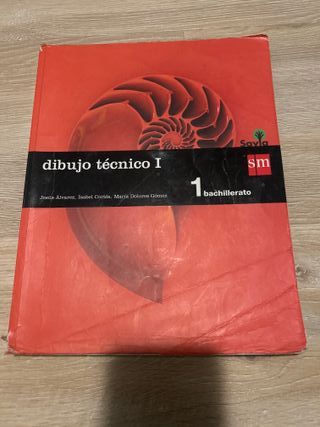 Savia
sm
dibujo técnico I
1 bachillerato
Jesús Álvarez, Isabel Cortés, María Dolores Gómez